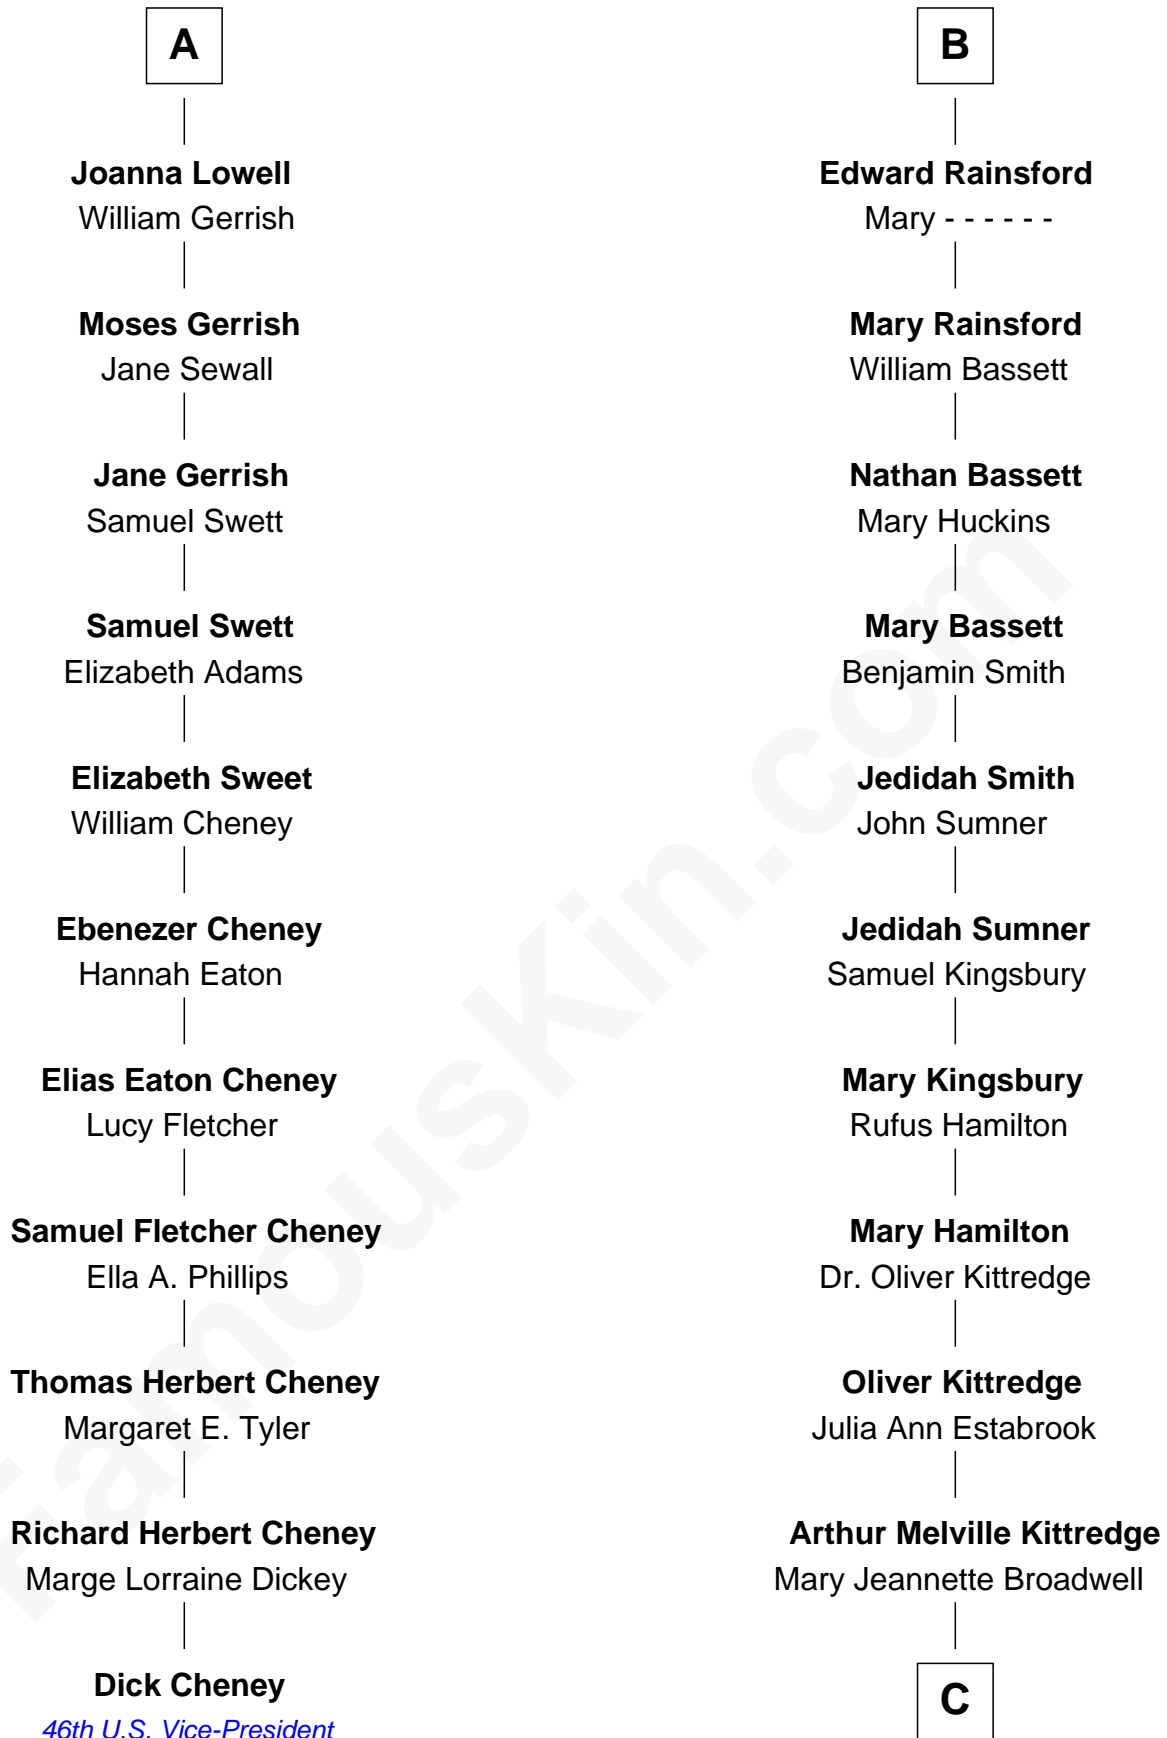 A
Joanna Lowell
William Gerrish
Moses Gerrish
Jane Sewall
Jane Gerrish
Samuel Swett
Samuel Swett
Elizabeth Adams
Elizabeth Sweet
William Cheney
Ebenezer Cheney
Hannah Eaton
Elias Eaton Cheney
Lucy Fletcher
Samuel Fletcher Cheney
Ella A. Phillips
Thomas Herbert Cheney
Margaret E. Tyler
Richard Herbert Cheney
Marge Lorraine Dickey
Dick Cheney
46th U.S. Vice-President
B
Edward Rainsford
Mary - - - - - -
Mary Rainsford
William Bassett
Nathan Bassett
Mary Huckins
Mary Bassett
Benjamin Smith
Jedidah Smith
John Sumner
Jedidah Sumner
Samuel Kingsbury
Mary Kingsbury
Rufus Hamilton
Mary Hamilton
Dr. Oliver Kittredge
Oliver Kittredge
Julia Ann Estabrook
Arthur Melville Kittredge
Mary Jeannette Broadwell
C
FamousKin.com